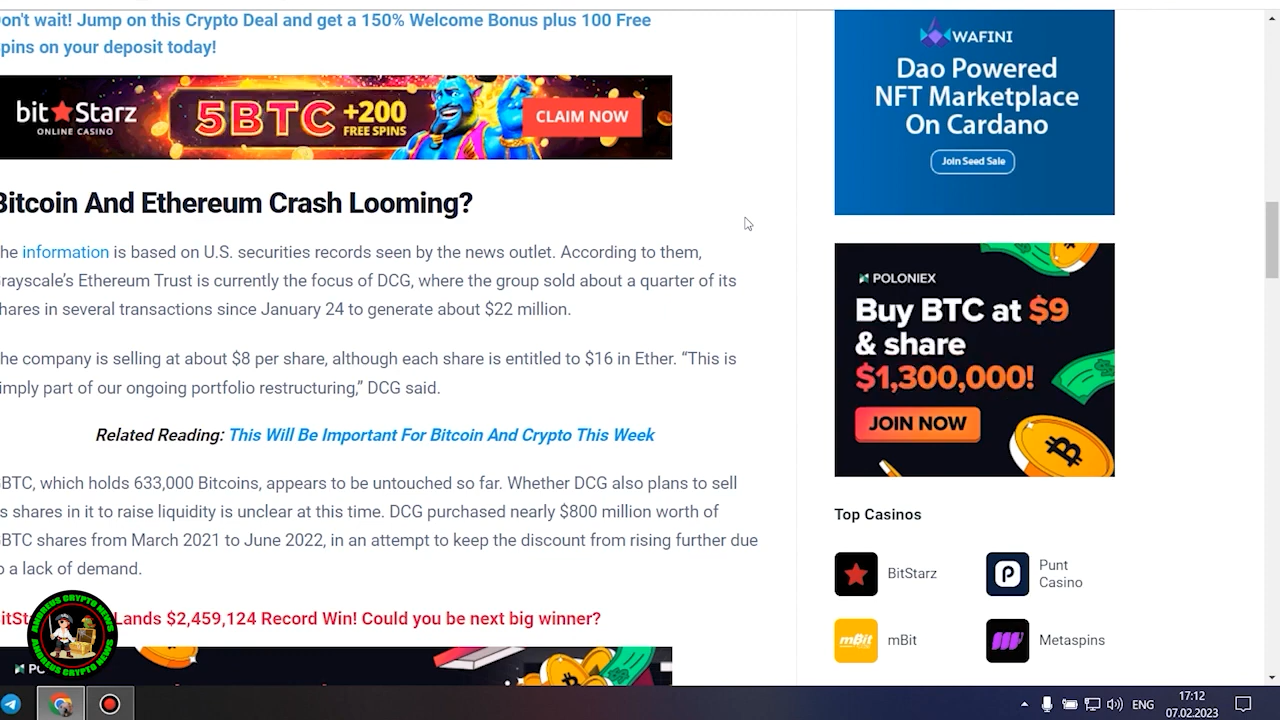 on't wait! Jump on this Crypto Deal and get a 150% Welcome Bonus plus 100 Free
pins on your deposit today!
bit★Starz
ONLINE CASINO
5BTC +200
FREE SPINS
CLAIM NOW
Bitcoin And Ethereum Crash Looming?
he information is based on U.S. securities records seen by the news outlet. According to them,
rayscale's Ethereum Trust is currently the focus of DCG, where the group sold about a quarter of its
hares in several transactions since January 24 to generate about $22 million.
he company is selling at about $8 per share, although each share is entitled to $16 in Ether. “This is
imply part of our ongoing portfolio restructuring,” DCG said.
Related Reading: This Will Be Important For Bitcoin And Crypto This Week
BTC, which holds 633,000 Bitcoins, appears to be untouched so far. Whether DCG also plans to sell
s shares in it to raise liquidity is unclear at this time. DCG purchased nearly $800 million worth of
BTC shares from March 2021 to June 2022, in an attempt to keep the discount from rising further due
o a lack of demand.
itSt Lands $2,459,124 Record Win! Could you be next big winner?
ANDREUS CRYPTO NEWS
ANDREUS CRYPTO NEWS
WAFINI
Dao Powered
NFT Marketplace
On Cardano
Join Seed Sale
POLONIEX
Buy BTC at $9
& share
$1,300,000!
JOIN NOW
Top Casinos
BitStarz
Punt
Casino
mBit
mBit
Metaspins
ENG
17:12
07.02.2023